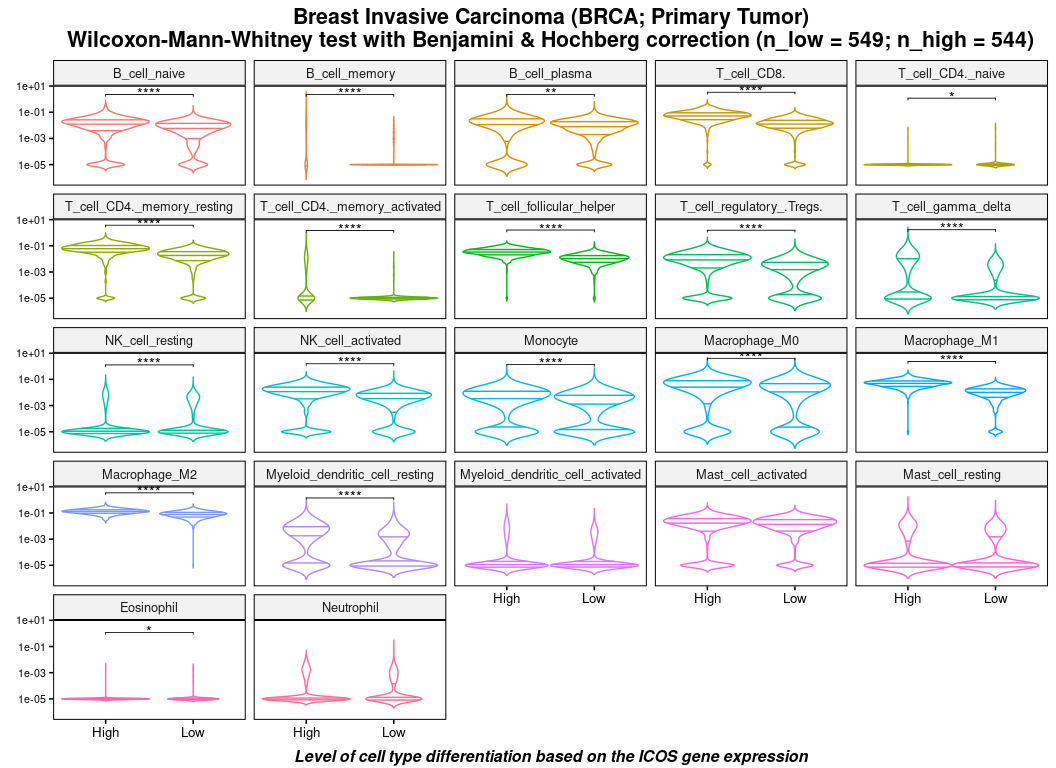 Breast Invasive Carcinoma (BRCA; Primary Tumor)
Wilcoxon-Mann-Whitney test with Benjamini & Hochberg correction (n_low = 549; n_high = 544)
B_cell_naive B_cell_memory B_cell_plasma T_cell_CD8. T_cell_CD4._naive
1e+01
**** **** ** **** *
1e-01
1e-03
1e-05
T_cell_CD4._memory_resting T_cell_CD4._memory_activated T_cell_follicular_helper T_cell_regulatory_.Tregs. T_cell_gamma_delta
1e+01
**** **** **** **** ****
1e-01
1e-03
1e-05
NK_cell_resting NK_cell_activated Monocyte Macrophage_M0 Macrophage_M1
1e+01
**** **** **** **** ****
1e-01
1e-03
1e-05
Macrophage_M2 Myeloid_dendritic_cell_resting Myeloid_dendritic_cell_activated Mast_cell_activated Mast_cell_resting
1e+01
**** ****
1e-01
1e-03
1e-05
High Low High Low High Low
Eosinophil Neutrophil
1e+01
*
1e-01
1e-03
1e-05
High Low High Low
Level of cell type differentiation based on the ICOS gene expression